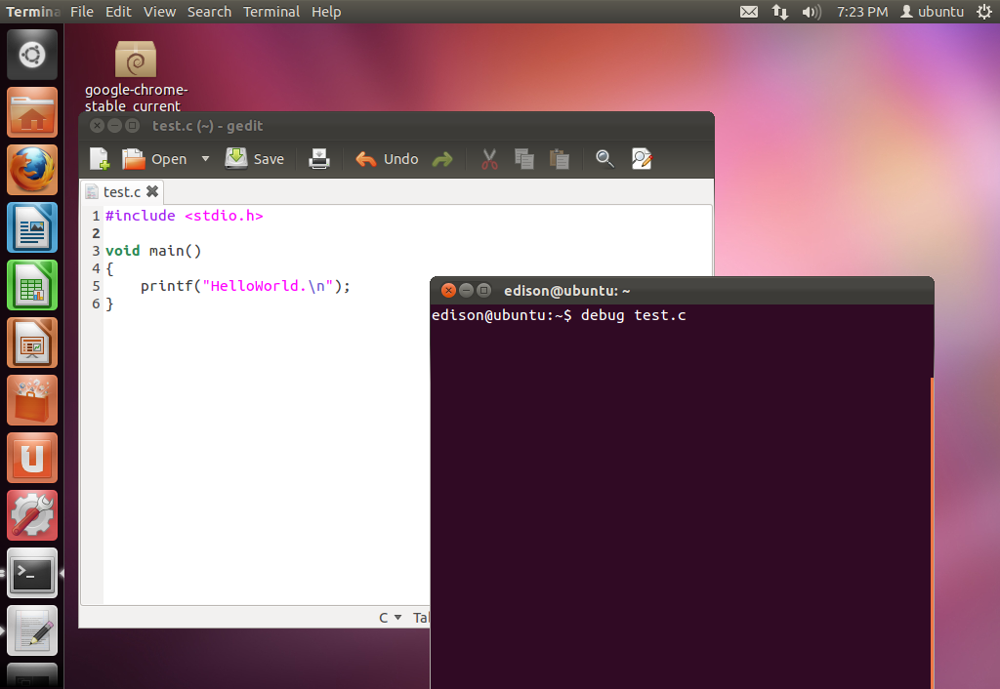 Termina File Edit View Search Terminal Help 7:23 PM ubuntu
google-chrome-
stable_current
test.c (~) - gedit
Open Save Undo
test.c
1 #include <stdio.h>
2
3 void main()
4 {
5 printf("HelloWorld.\n");
6 }
edison@ubuntu: ~
edison@ubuntu:~$ debug test.c
C Tal